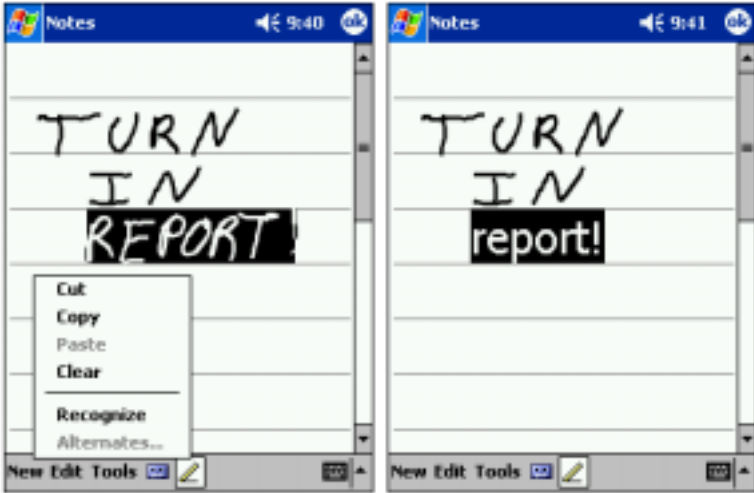 Notes 9:40 ok
TURN
IN
REPORT!
Cut
Copy
Paste
Clear
Recognize
Alternates...
New Edit Tools
Notes 9:41 ok
TURN
IN
report!
New Edit Tools